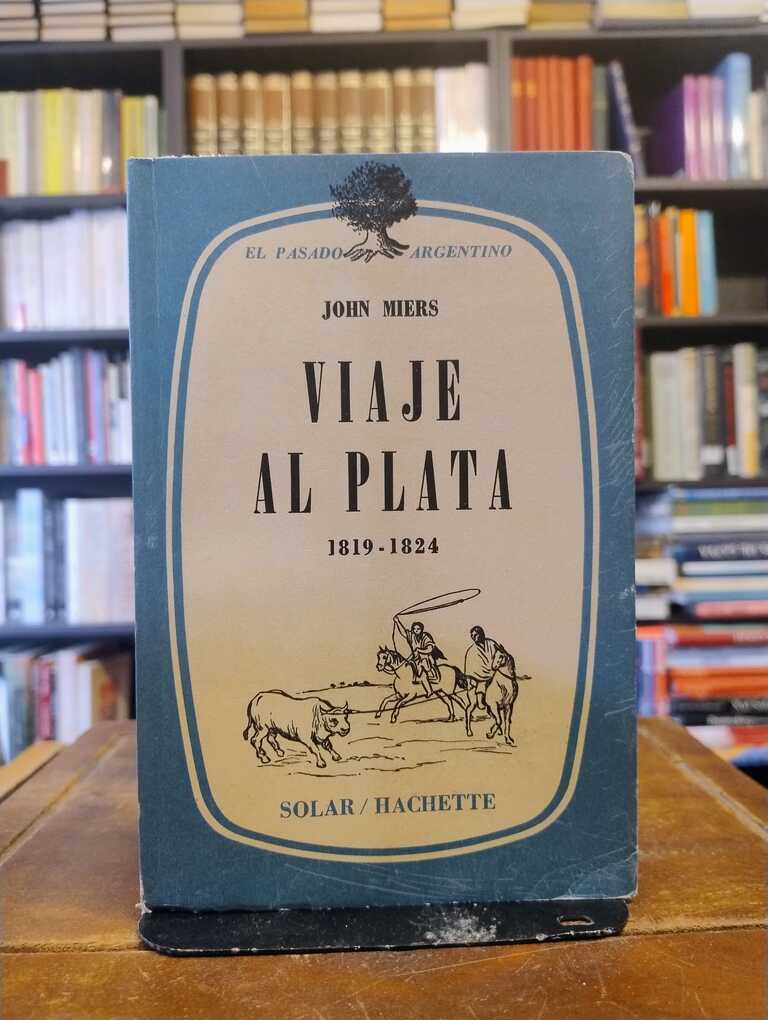 EL PASADO ARGENTINO
JOHN MIERS
VIAJE
AL PLATA
1819 - 1824
SOLAR / HACHETTE